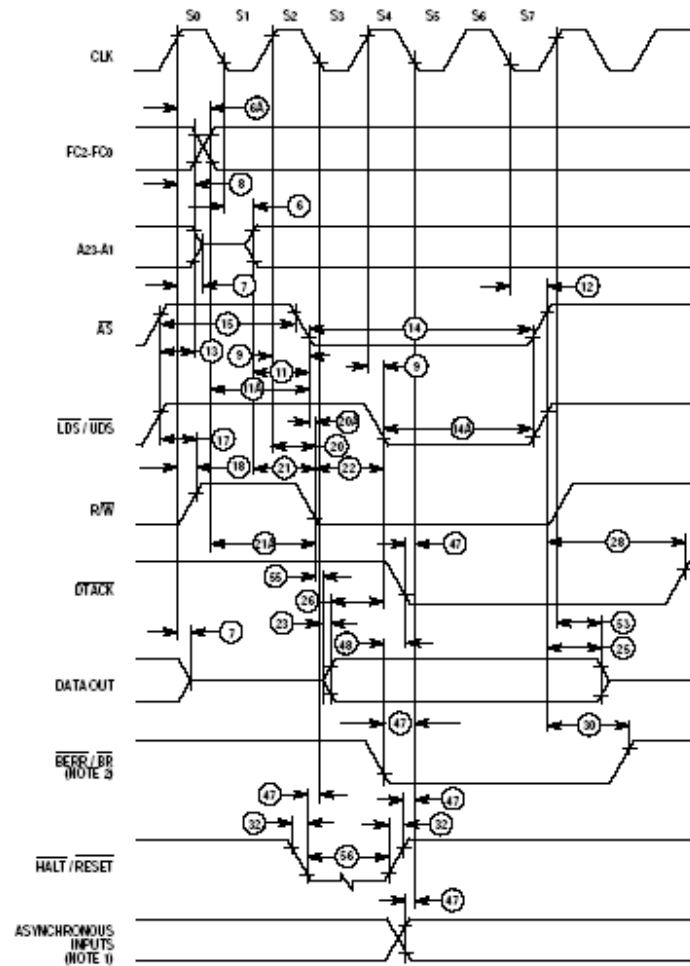 S0 S1 S2 S3 S4 S5 S6 S7
CLK
6A
FC2-FC0
8
6
A23-A1
7
12
AS
15
14
13
9
9
11
11A
LDS / UDS
20A
14A
17
20
18
21
22
R/W
21A
47
28
DTACK
55
26
23
53
7
48
25
DATA OUT
47
30
BERR / BR
(NOTE 2)
47
47
32
32
56
HALT / RESET
47
ASYNCHRONOUS
INPUTS
(NOTE 1)